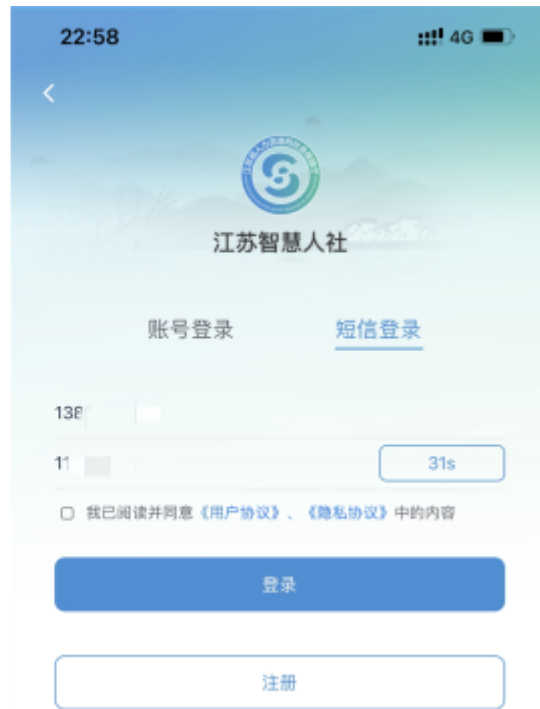 22:58
4G
江苏智慧人社
账号登录 短信登录
138
11
31s
我已阅读并同意《用户协议》、《隐私协议》中的内容
登录
注册